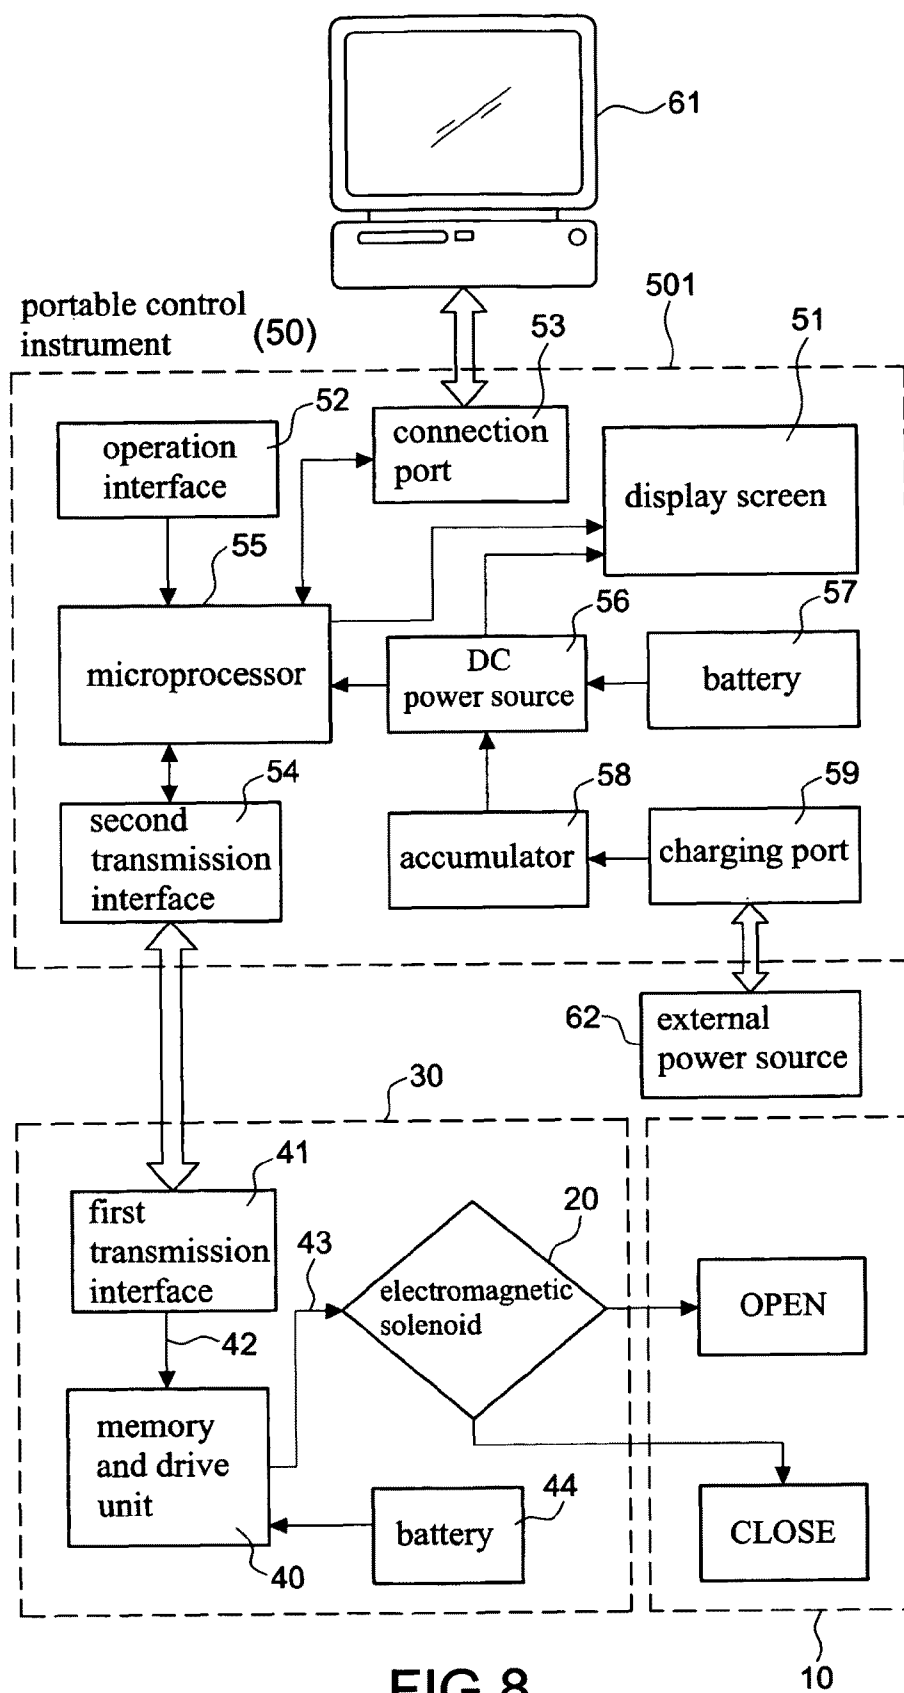 61
portable control
instrument
(50)
501
53
51
52
operation
interface
connection
port
display screen
55
56
57
microprocessor
DC
power source
battery
54
58
59
second
transmission
interface
accumulator
charging port
62
external
power source
30
41
first
transmission
interface
43
20
electromagnetic
solenoid
OPEN
42
memory
and drive
unit
44
battery
CLOSE
40
10
FIG.8